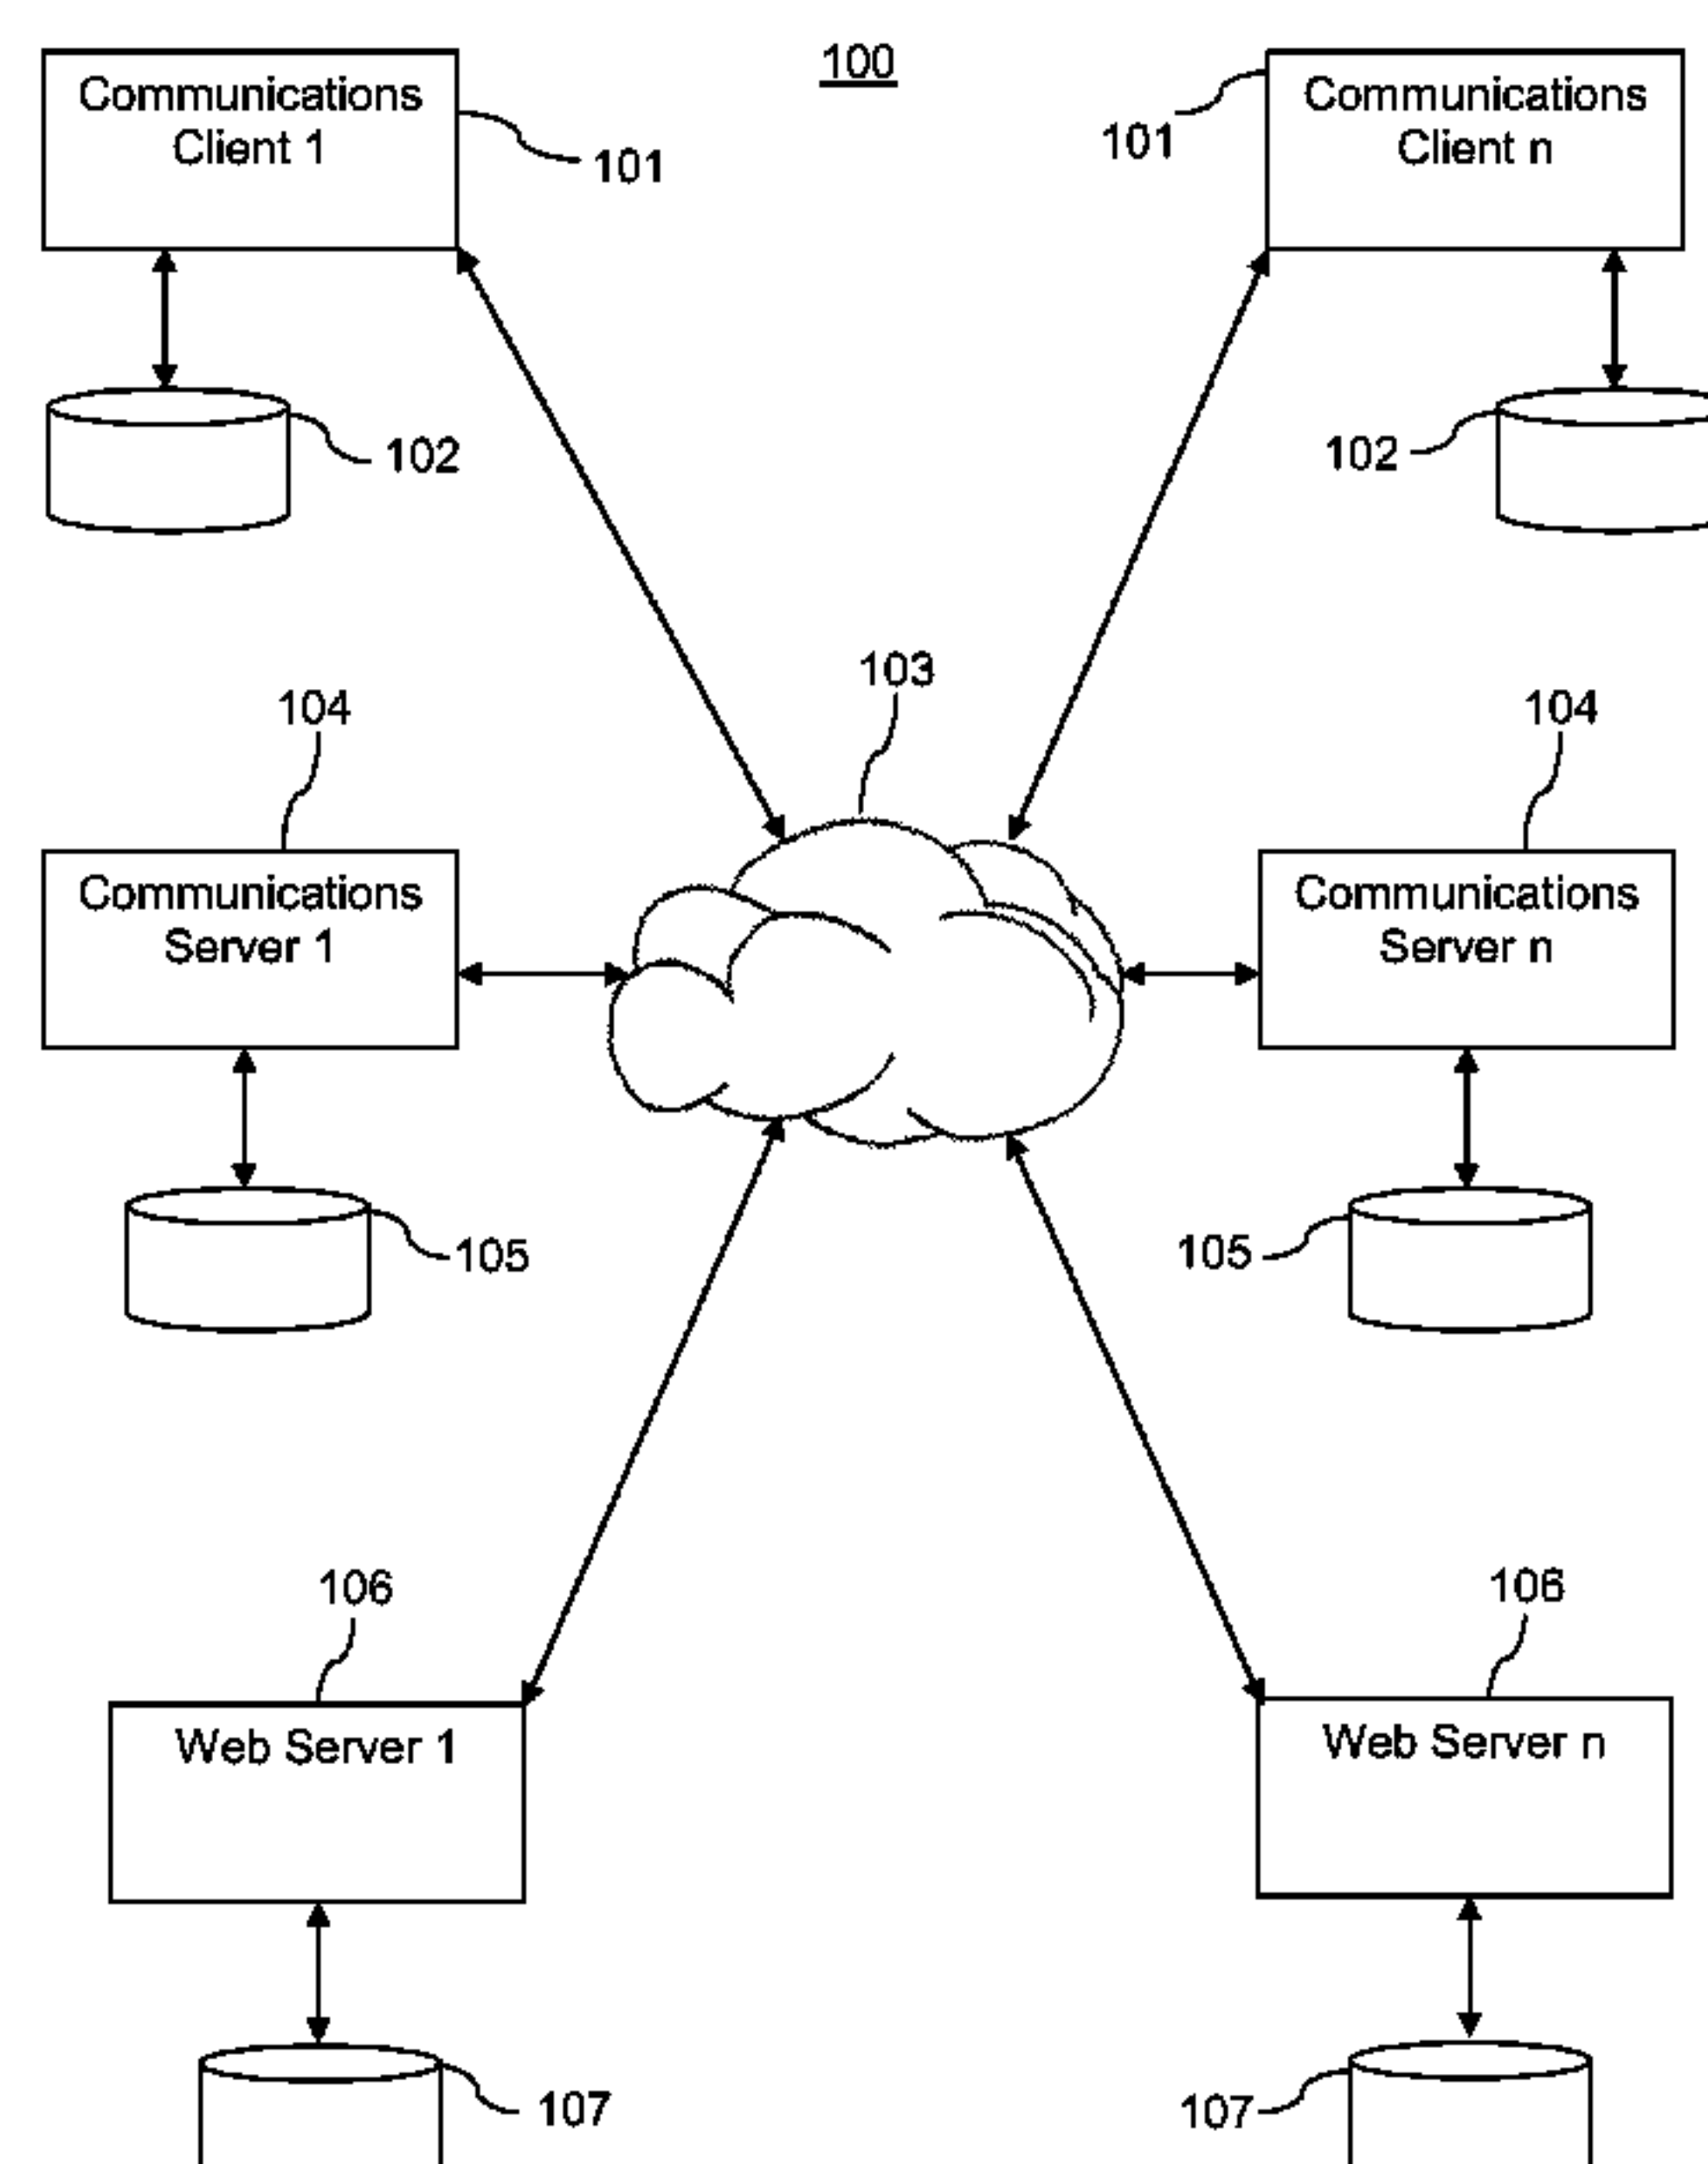 100
Communications
Client 1
101
101
Communications
Client n
102
102
103
104
104
Communications
Server 1
Communications
Server n
105
105
106
106
Web Server 1
Web Server n
107
107